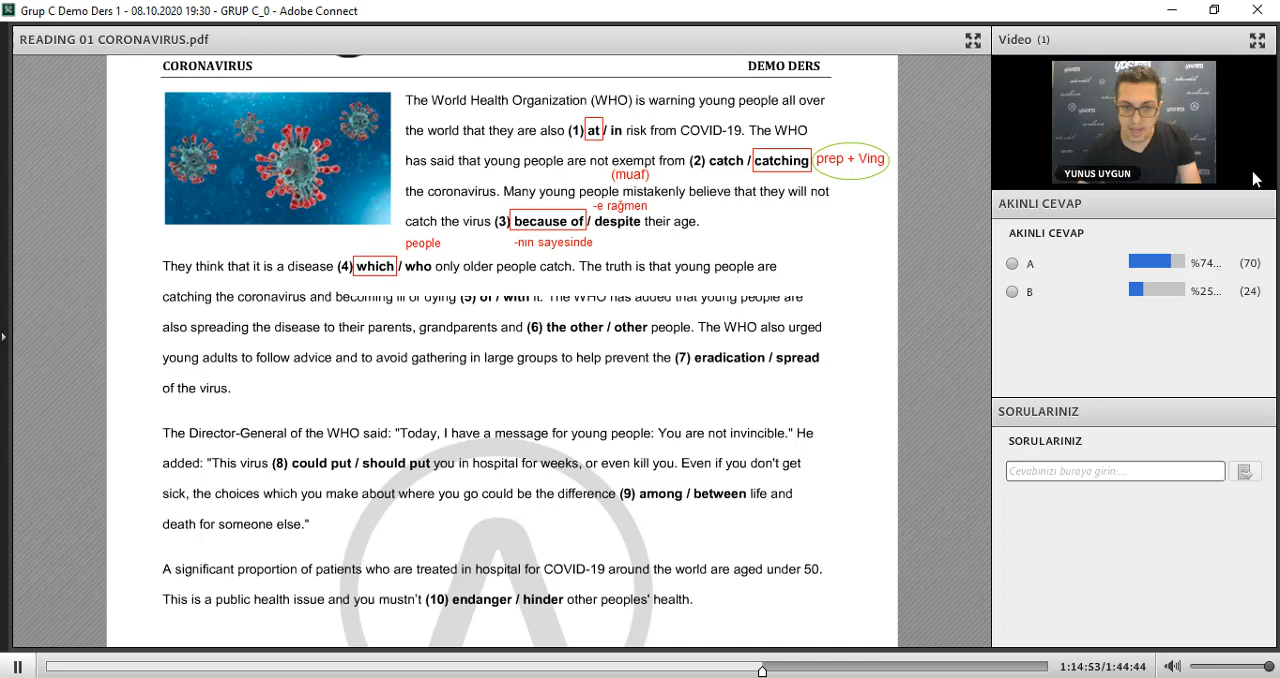 Grup C Demo Ders 1 - 08.10.2020 19:30 - GRUP C_0 - Adobe Connect
READING 01 CORONAVIRUS.pdf
CORONAVIRUS DEMO DERS
The World Health Organization (WHO) is warning young people all over
the world that they are also (1) at / in risk from COVID-19. The WHO
has said that young people are not exempt from (2) catch / catching prep + Ving
(muaf)
the coronavirus. Many young people mistakenly believe that they will not
-e rağmen
catch the virus (3) because of / despite their age.
people -nın sayesinde
They think that it is a disease (4) which / who only older people catch. The truth is that young people are
catching the coronavirus and becoming ill or dying (5) of / with it. The WHO has added that young people are
also spreading the disease to their parents, grandparents and (6) the other / other people. The WHO also urged
young adults to follow advice and to avoid gathering in large groups to help prevent the (7) eradication / spread
of the virus.
The Director-General of the WHO said: "Today, I have a message for young people: You are not invincible." He
added: "This virus (8) could put / should put you in hospital for weeks, or even kill you. Even if you don't get
sick, the choices which you make about where you go could be the difference (9) among / between life and
death for someone else."
A significant proportion of patients who are treated in hospital for COVID-19 around the world are aged under 50.
This is a public health issue and you mustn't (10) endanger / hinder other peoples' health.
Video (1)
YUNUS UYGUN
AKINLI CEVAP
AKINLI CEVAP
A %74... (70)
B %25... (24)
SORULARINIZ
SORULARINIZ
Cevabınızı buraya girin:...
1:14:53/1:44:44